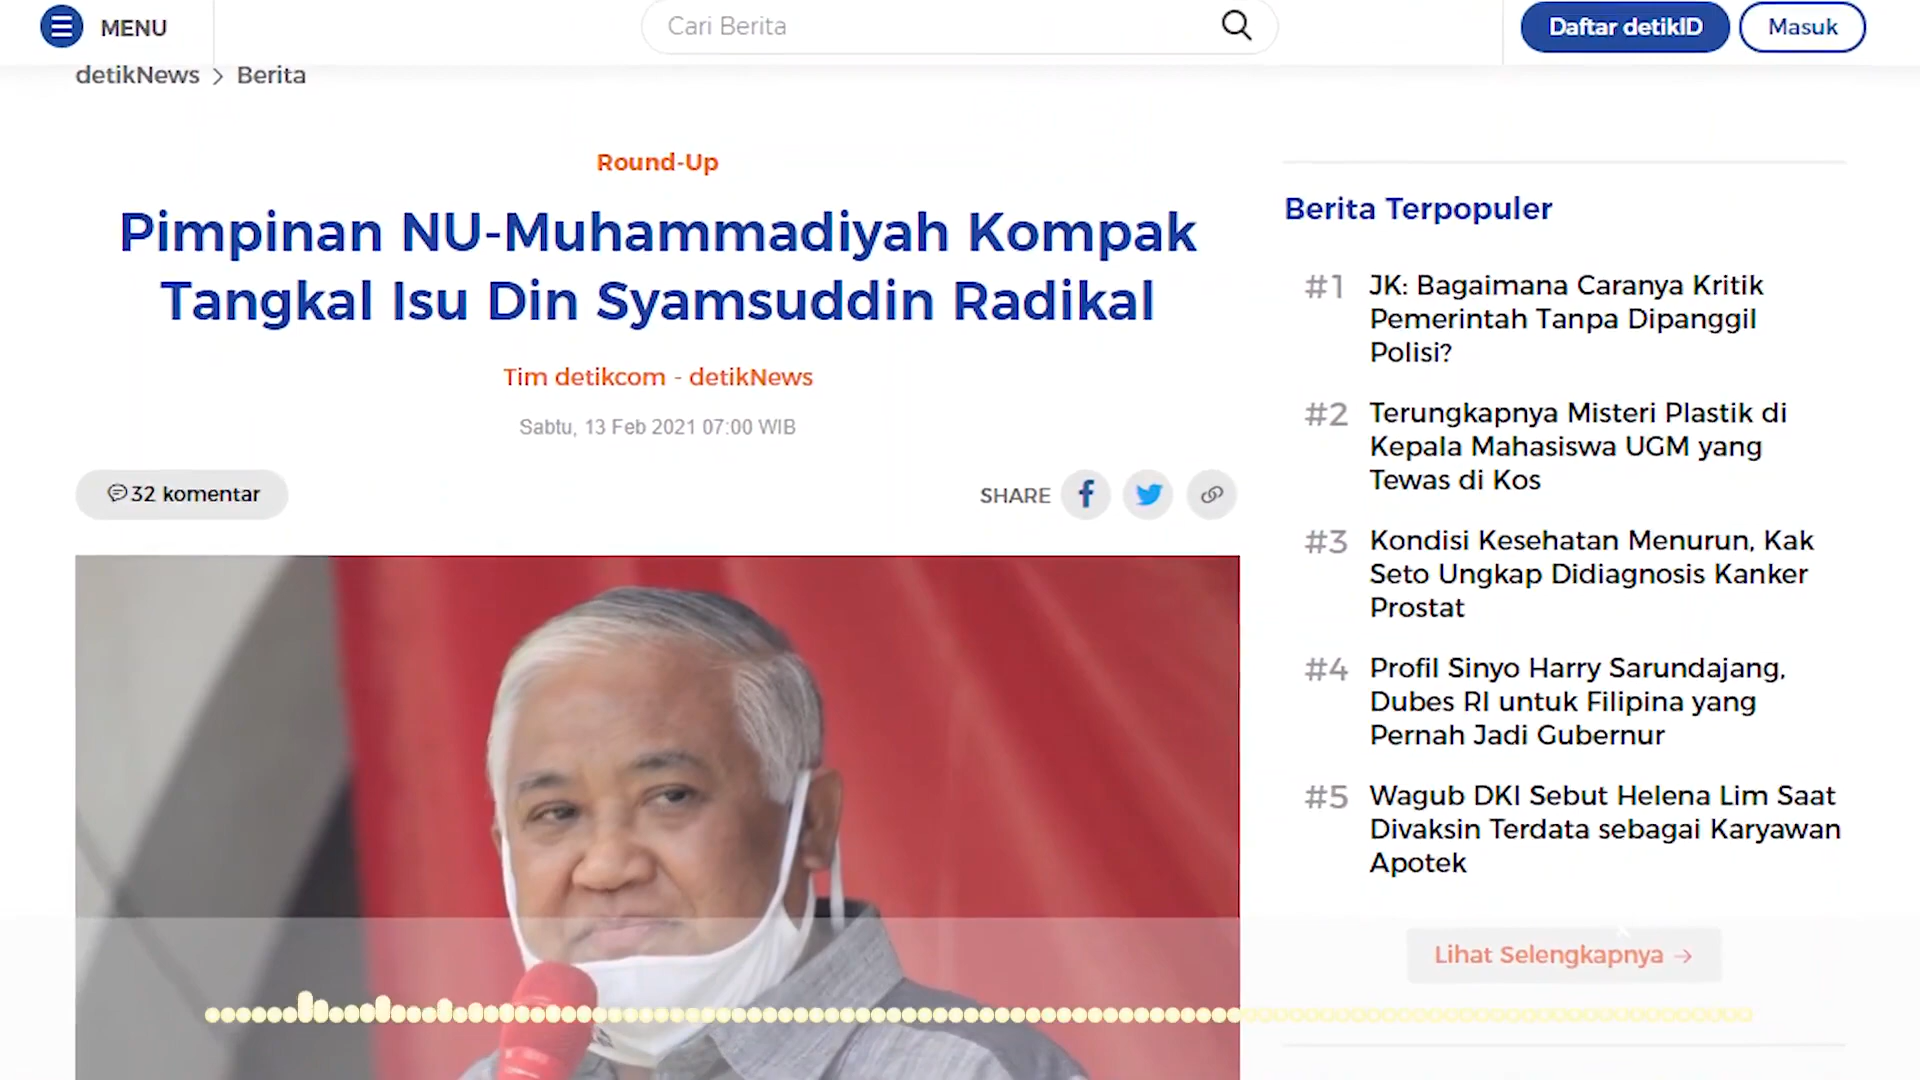 MENU
Cari Berita
Daftar detikID
Masuk
detikNews > Berita
Round-Up
Pimpinan NU-Muhammadiyah Kompak
Tangkal Isu Din Syamsuddin Radikal
Tim detikcom - detikNews
Sabtu, 13 Feb 2021 07:00 WIB
32 komentar
SHARE
Berita Terpopuler
#1 JK: Bagaimana Caranya Kritik
Pemerintah Tanpa Dipanggil
Polisi?
#2 Terungkapnya Misteri Plastik di
Kepala Mahasiswa UGM yang
Tewas di Kos
#3 Kondisi Kesehatan Menurun, Kak
Seto Ungkap Didiagnosis Kanker
Prostat
#4 Profil Sinyo Harry Sarundajang,
Dubes RI untuk Filipina yang
Pernah Jadi Gubernur
#5 Wagub DKI Sebut Helena Lim Saat
Divaksin Terdata sebagai Karyawan
Apotek
Lihat Selengkapnya →